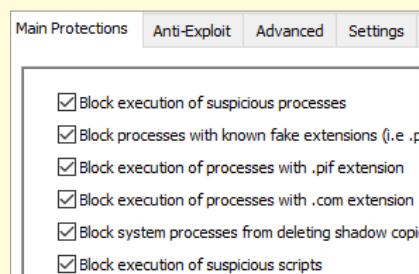 Main Protections Anti-Exploit Advanced Settings
Block execution of suspicious processes
Block processes with known fake extensions (i.e .p
Block execution of processes with .pif extension
Block execution of processes with .com extension
Block system processes from deleting shadow copi
Block execution of suspicious scripts